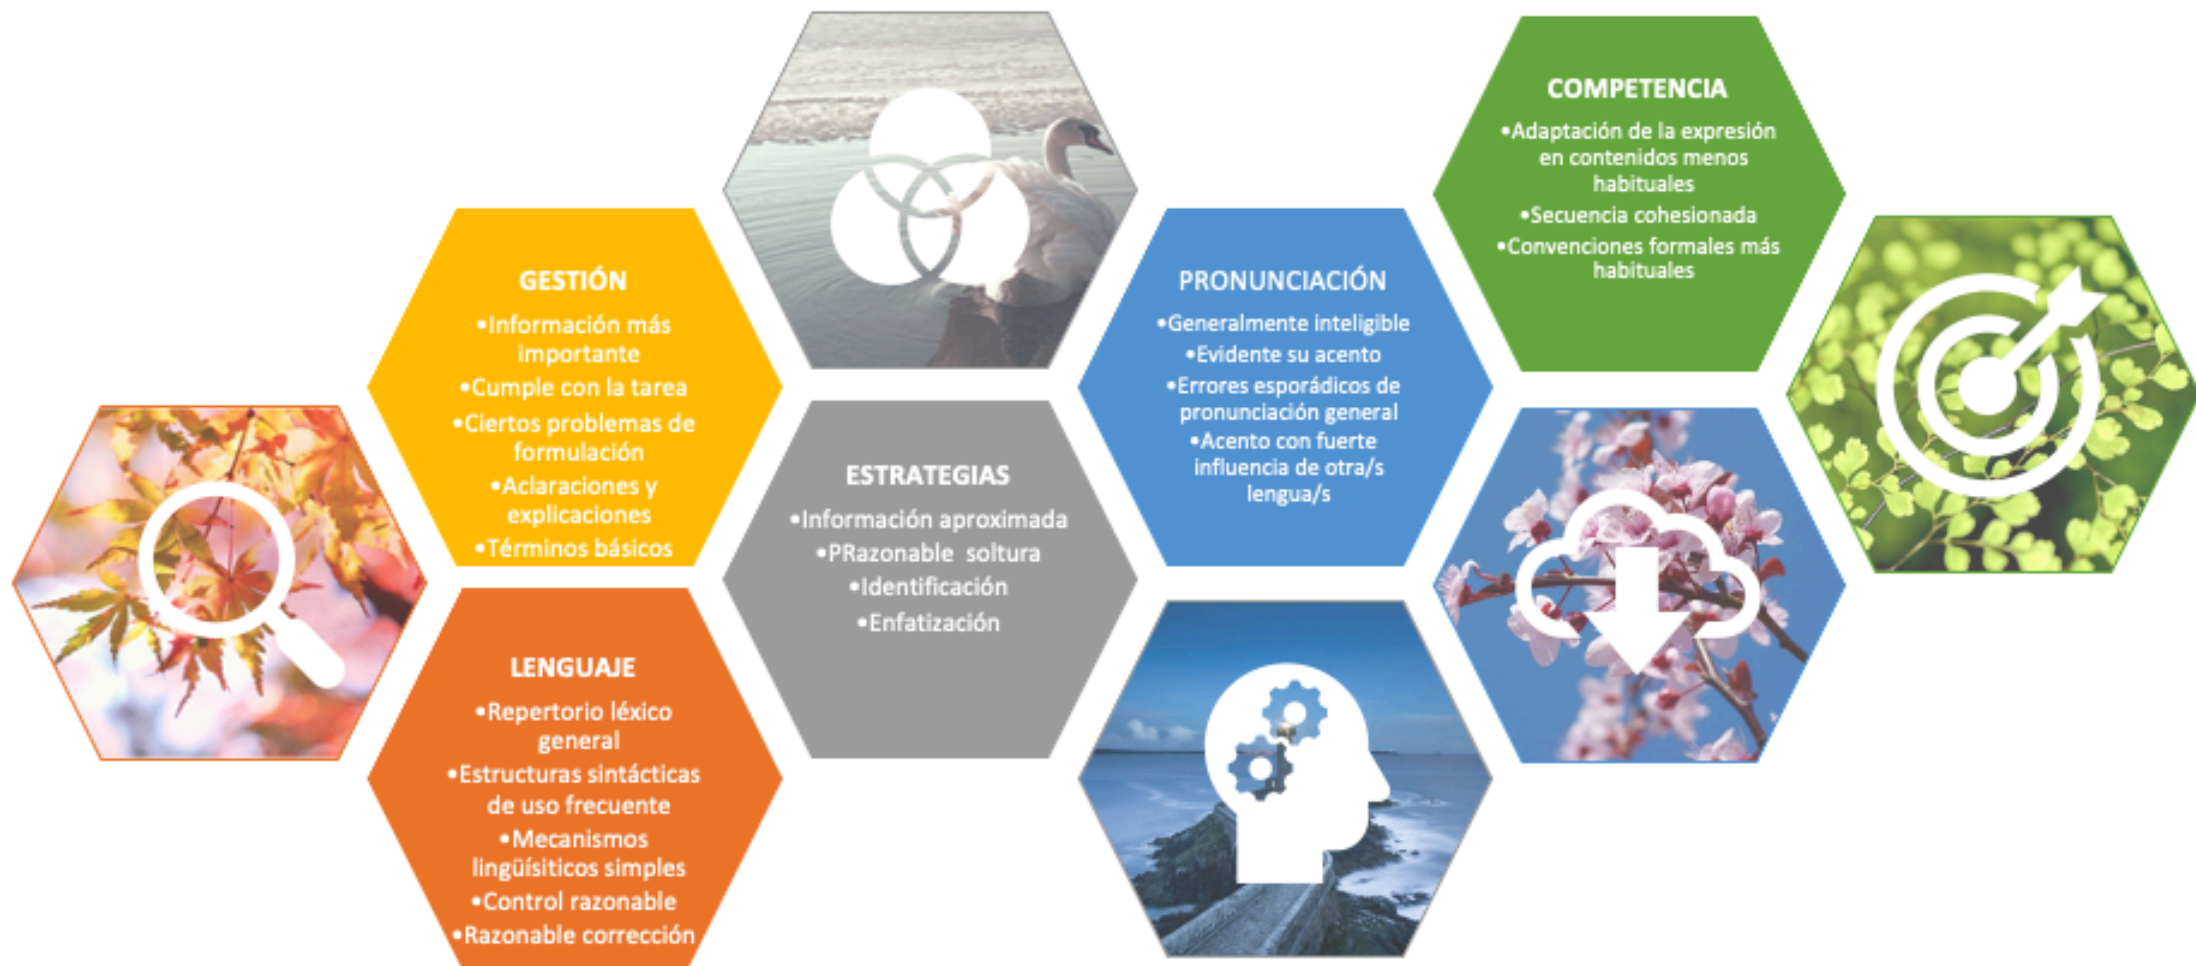 GESTIÓN
•Información más
importante
•Cumple con la tarea
•Ciertos problemas de
formulación
•Aclaraciones y
explicaciones
•Términos básicos
LENGUAJE
•Repertorio léxico
general
•Estructuras sintácticas
de uso frecuente
•Mecanismos
lingüísiticos simples
•Control razonable
•Razonable corrección
ESTRATEGIAS
•Información aproximada
•PRazonable soltura
•Identificación
•Enfatización
PRONUNCIACIÓN
•Generalmente inteligible
•Evidente su acento
•Errores esporádicos de
pronunciación general
•Acento con fuerte
influencia de otra/s
lengua/s
COMPETENCIA
•Adaptación de la expresión
en contenidos menos
habituales
•Secuencia cohesionada
•Convenciones formales más
habituales